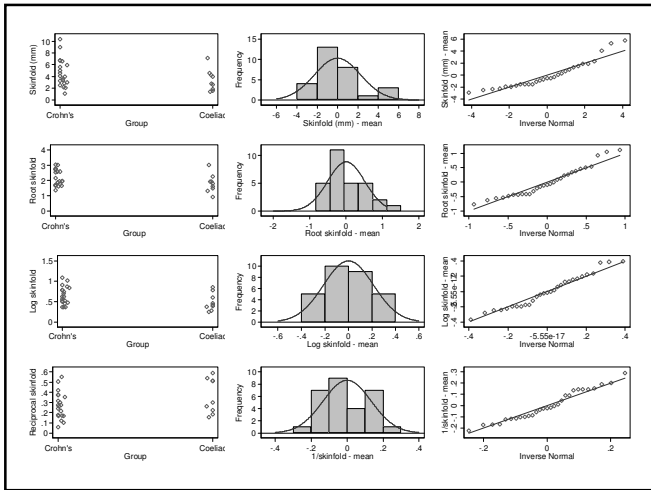 Skinfold (mm)
10
8
6
4
2
0
Crohn's
Coeliac
Group
Frequency
15
10
5
0
-6 -4 -2 0 2 4 6 8
Skinfold (mm) - mean
Skinfold (mm) - mean
6
4
2
0
-2
-4
-4 -2 0 2 4
Inverse Normal
Root skinfold
4
3
2
1
0
Crohn's
Coeliac
Group
Frequency
10
5
0
-2 -1 0 1 2
Root skinfold - mean
Root skinfold - mean
1
.5
0
-.5
-1
-1 -.5 0 .5 1
Inverse Normal
Log skinfold
1.5
1
.5
0
Crohn's
Coeliac
Group
Frequency
10
8
6
4
2
0
-.6 -.4 -.2 0 .2 .4 .6
Log skinfold - mean
Log skinfold - mean
.4
.2
-.2
-.4
-.4 -.2 -5.55e-17 .2 .4
Inverse Normal
Reciprocal skinfold
.6
.5
.4
.3
.2
.1
0
Crohn's
Coeliac
Group
Frequency
10
8
6
4
2
0
-.4 -.2 0 .2 .4
1/skinfold - mean
1/skinfold - mean
.3
.2
.1
0
-.1
-.2
-.2 0 .2
Inverse Normal